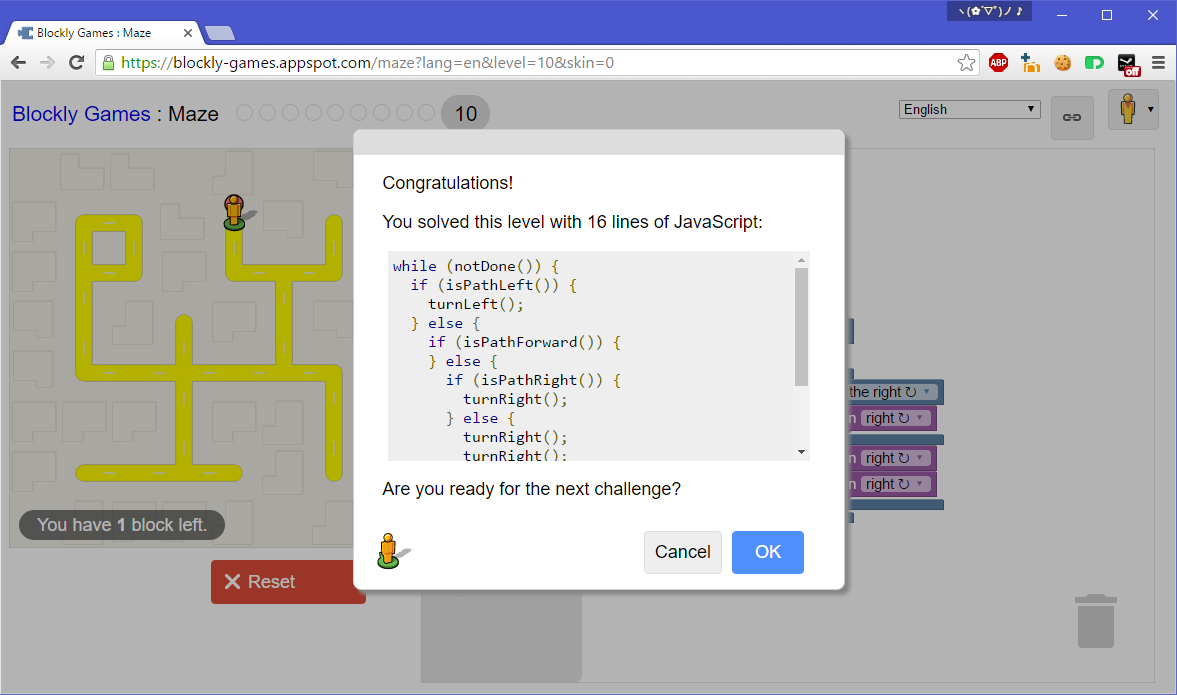 ヽ(✿ﾟ▽ﾟ)ノ ♪
Blockly Games : Maze
https://blockly-games.appspot.com/maze?lang=en&level=10&skin=0
ABP
off
Blockly Games : Maze
10
English
Congratulations!
You solved this level with 16 lines of JavaScript:
while (notDone()) {
if (isPathLeft()) {
turnLeft();
} else {
if (isPathForward()) {
} else {
if (isPathRight()) {
turnRight();
} else {
turnRight();
turnRight();
the right ↻
n right ↻
n right ↻
n right ↻
Are you ready for the next challenge?
You have 1 block left.
Cancel
OK
Reset